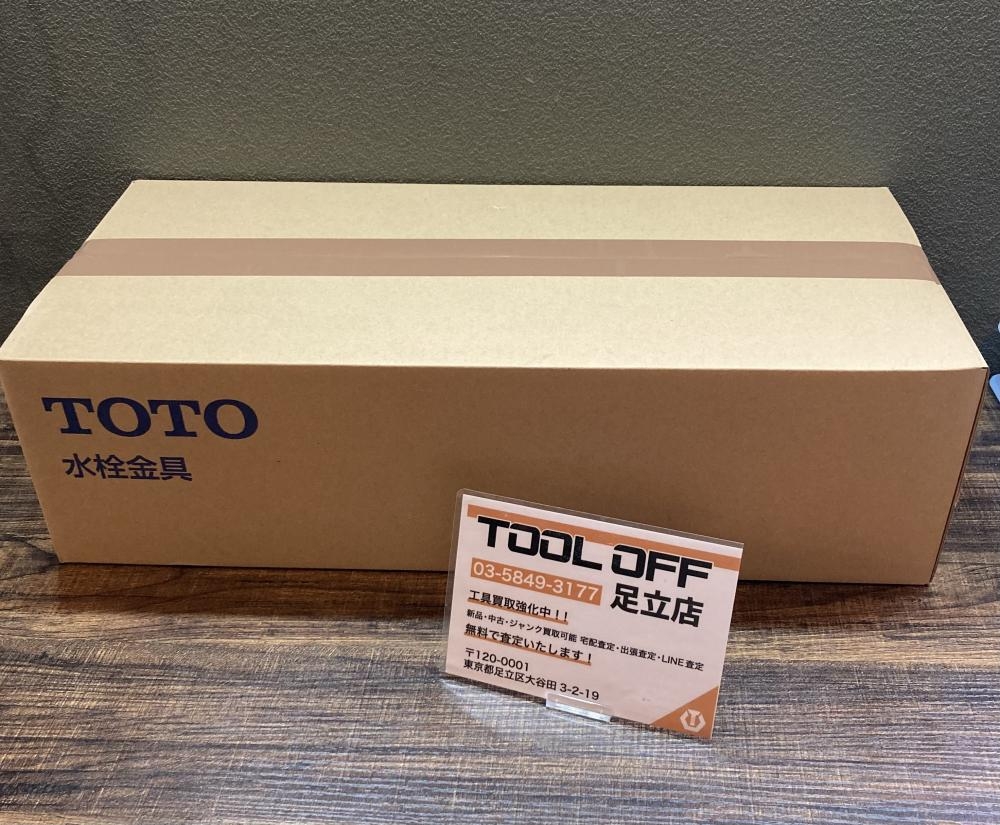 TOTO
水栓金具
TOOL OFF
03-5849-3177 足立店
工具買取強化中！！
新品・中古・ジャンク買取可能 宅配査定・出張査定・LINE査定
無料で査定いたします！
〒120-0001
東京都足立区大谷田 3-2-19